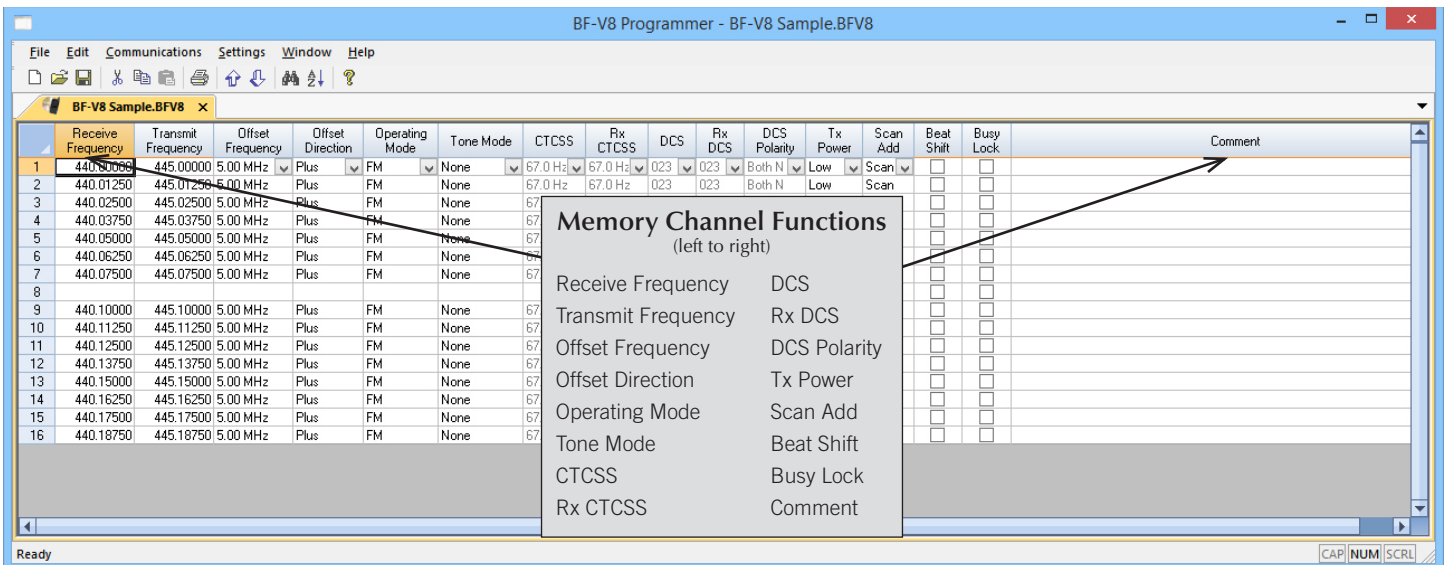 BF-V8 Programmer - BF-V8 Sample.BFV8
File Edit Communications Settings Window Help
BF-V8 Sample.BFV8 x
Receive Frequency Transmit Frequency Offset Frequency Offset Direction Operating Mode Tone Mode CTCSS Rx CTCSS DCS Rx DCS DCS Polarity Tx Power Scan Add Beat Shift Busy Lock Comment
1 440.00000 445.00000 5.00 MHz Plus FM None 67.0 Hz 67.0 Hz 023 023 Both N Low Scan
2 440.01250 445.01250 5.00 MHz Plus FM None 67.0 Hz 67.0 Hz 023 023 Both N Low Scan
3 440.02500 445.02500 5.00 MHz Plus FM None 67
4 440.03750 445.03750 5.00 MHz Plus FM None 67
5 440.05000 445.05000 5.00 MHz Plus FM None 67
6 440.06250 445.06250 5.00 MHz Plus FM None 67
7 440.07500 445.07500 5.00 MHz Plus FM None 67
8
9 440.10000 445.10000 5.00 MHz Plus FM None 67
10 440.11250 445.11250 5.00 MHz Plus FM None 67
11 440.12500 445.12500 5.00 MHz Plus FM None 67
12 440.13750 445.13750 5.00 MHz Plus FM None 67
13 440.15000 445.15000 5.00 MHz Plus FM None 67
14 440.16250 445.16250 5.00 MHz Plus FM None 67
15 440.17500 445.17500 5.00 MHz Plus FM None 67
16 440.18750 445.18750 5.00 MHz Plus FM None 67
Memory Channel Functions
(left to right)
Receive Frequency
Transmit Frequency
Offset Frequency
Offset Direction
Operating Mode
Tone Mode
CTCSS
Rx CTCSS
DCS
Rx DCS
DCS Polarity
Tx Power
Scan Add
Beat Shift
Busy Lock
Comment
Ready CAP NUM SCRL